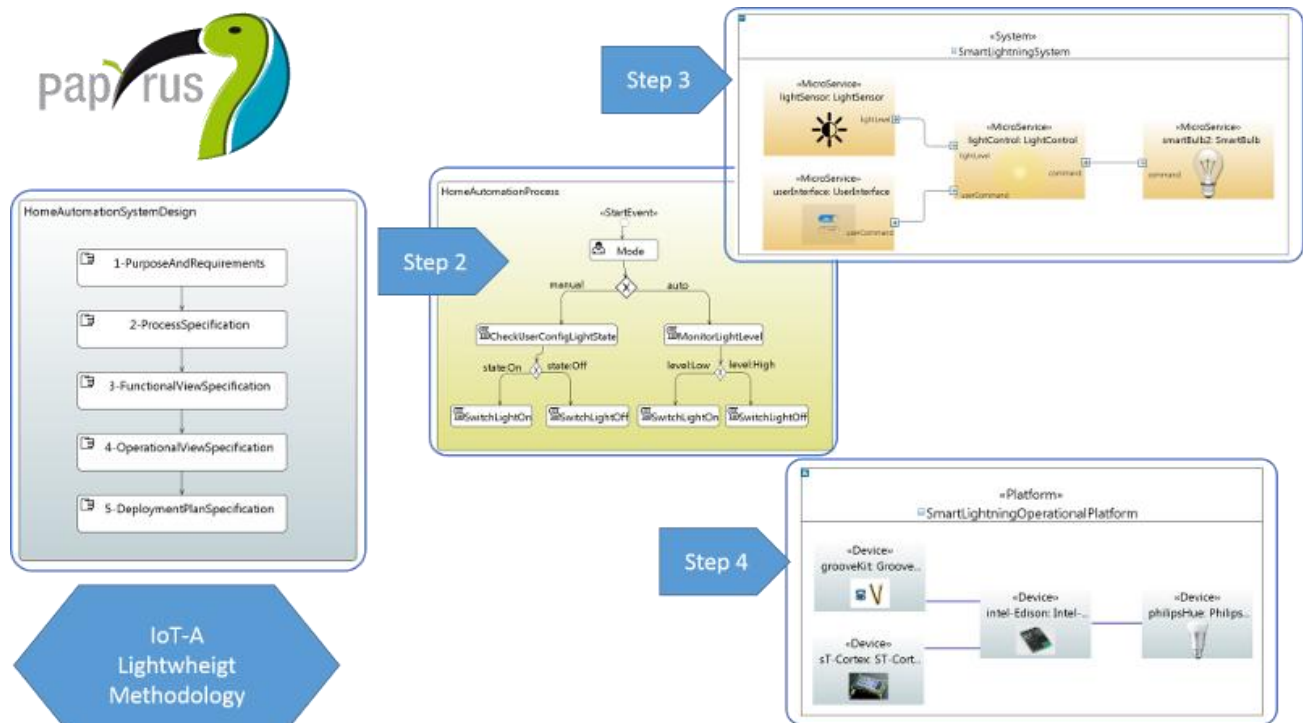 papyrus
HomeAutomationSystemDesign
1-PurposeAndRequirements
2-ProcessSpecification
3-FunctionalViewSpecification
4-OperationalViewSpecification
5-DeploymentPlanSpecification
IoT-A
Lightwheigt
Methodology
Step 2
HomeAutomationProcess
«StartEvent»
Mode
manual
auto
CheckUserConfigLightState
MonitorLightLevel
state:On
state:Off
level:Low
level:High
SwitchLightOn
SwitchLightOff
SwitchLightOn
SwitchLightOff
Step 3
«System»
SmartLightningSystem
«MicroService»
lightSensor: LightSensor
lightLevel
«MicroService»
userInterface: UserInterface
userCommand
«MicroService»
lightControl: LightControl
lightLevel
command
userCommand
«MicroService»
smartBulb2: SmartBulb
command
Step 4
«Platform»
SmartLightningOperationalPlatform
«Device»
grooveKit: Groove...
«Device»
sT-Cortex: ST-Cort...
«Device»
intel-Edison: Intel-...
«Device»
philipsHue: Philips...